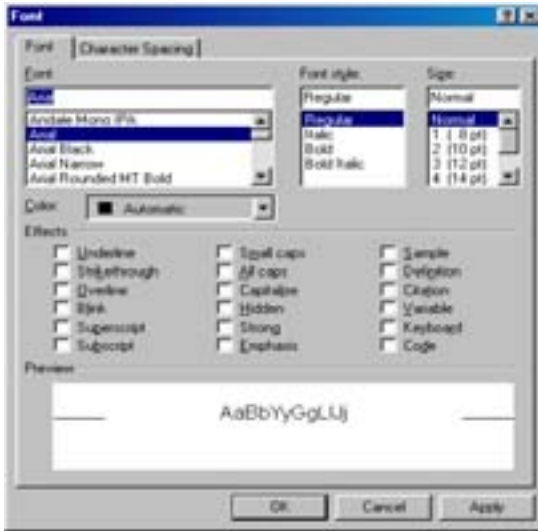 Font
Font Character Spacing
Font: Font style: Size:
Arial Regular Normal
Andale Mono IPA Regular Normal
Arial Italic 1 ( 8 pt)
Arial Black Bold 2 (10 pt)
Arial Narrow Bold Italic 3 (12 pt)
Arial Rounded MT Bold 4 (14 pt)
Color: Automatic
Effects
Underline Small caps Sample
Strikethrough All caps Definition
Overline Capitalize Citation
Blink Hidden Variable
Superscript Strong Keyboard
Subscript Emphasis Code
Preview
AaBbYyGgLlJj
OK Cancel Apply